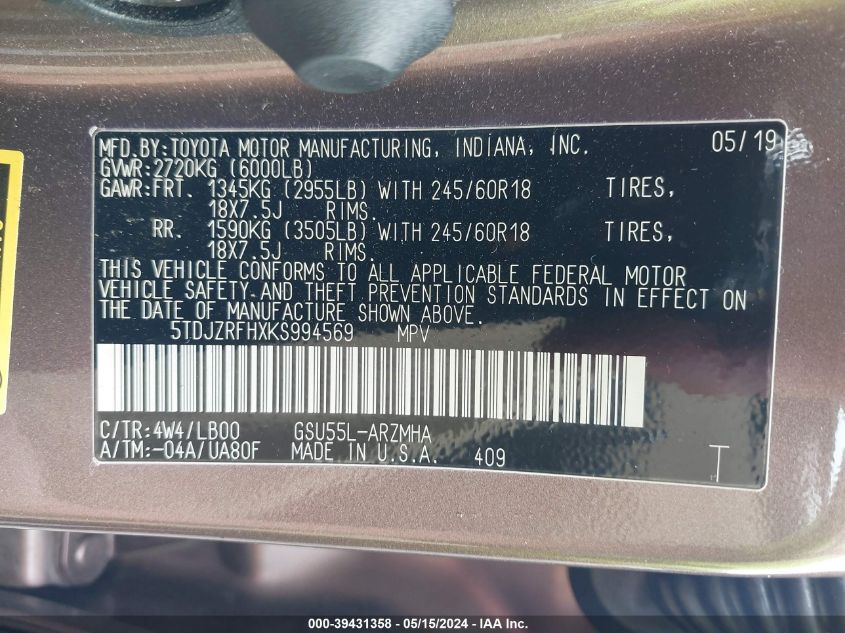 MFD.BY:TOYOTA MOTOR MANUFACTURING, INDIANA, INC. 05/19
GVWR:2720KG (6000LB)
GAWR:FRT. 1345KG (2955LB) WITH 245/60R18 TIRES,
18X7.5J RIMS.
RR. 1590KG (3505LB) WITH 245/60R18 TIRES,
18X7.5J RIMS.
THIS VEHICLE CONFORMS TO ALL APPLICABLE FEDERAL MOTOR
VEHICLE SAFETY AND THEFT PREVENTION STANDARDS IN EFFECT ON
THE DATE OF MANUFACTURE SHOWN ABOVE.
5TDJZRFHXKS994569 MPV
C/TR:4W4/LB00 GSU55L-ARZMHA
A/TM:-04A/UA80F MADE IN U.S.A. 409 T
000-39431358 - 05/15/2024 - IAA Inc.